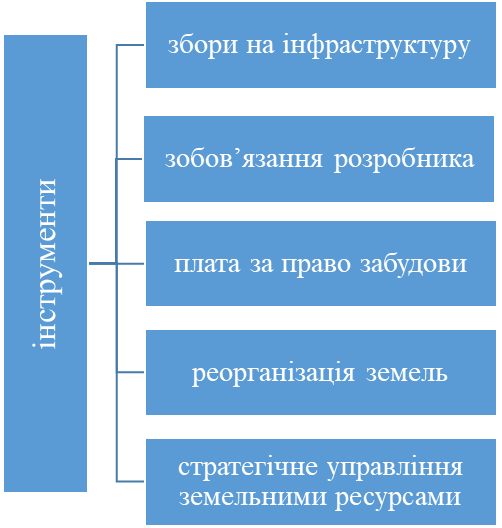 інструменти
збори на інфраструктуру
зобов’язання розробника
плата за право забудови
реорганізація земель
стратегічне управління
земельними ресурсами